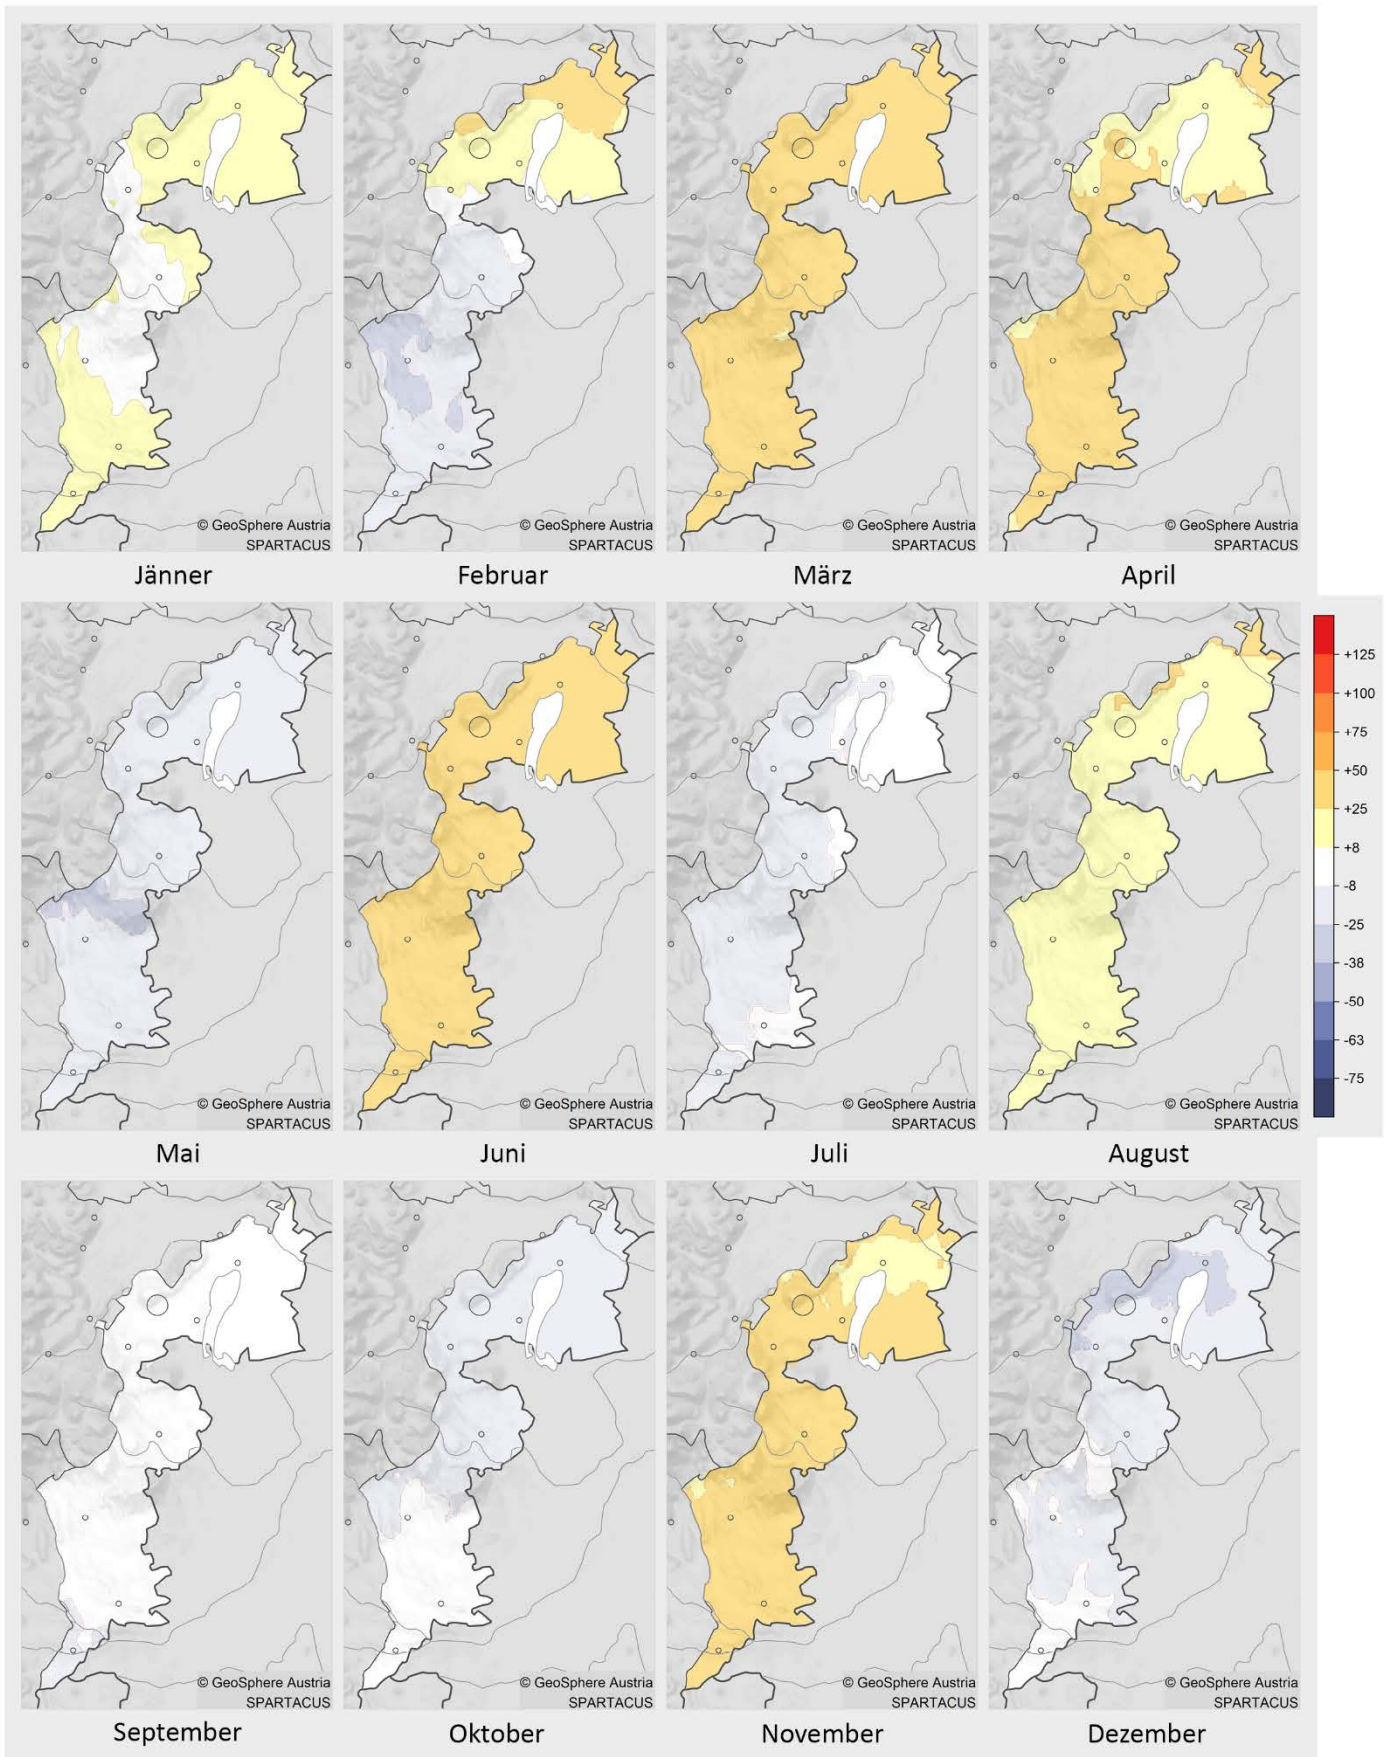 © GeoSphere Austria
SPARTACUS
© GeoSphere Austria
SPARTACUS
© GeoSphere Austria
SPARTACUS
© GeoSphere Austria
SPARTACUS
Jänner
Februar
März
April
+125
+100
+75
+50
+25
+8
-8
-25
-38
-50
-63
-75
© GeoSphere Austria
SPARTACUS
© GeoSphere Austria
SPARTACUS
© GeoSphere Austria
SPARTACUS
© GeoSphere Austria
SPARTACUS
Mai
Juni
Juli
August
© GeoSphere Austria
SPARTACUS
© GeoSphere Austria
SPARTACUS
© GeoSphere Austria
SPARTACUS
© GeoSphere Austria
SPARTACUS
September
Oktober
November
Dezember